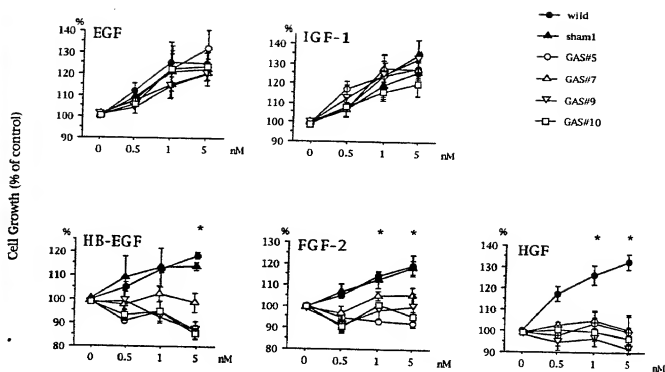 Cell Growth (% of control)
%
EGF
140
130
120
110
100
90
0 0.5 1 5 nM
%
IGF-1
140
130
120
110
100
90
0 0.5 1 5 nM
wild
sham1
GAS#5
GAS#7
GAS#9
GAS#10
%
HB-EGF
*
120
110
100
90
80
0 0.5 1 5 nM
%
FGF-2
* *
130
120
110
100
90
80
0 0.5 1 5 nM
%
HGF
* *
140
130
120
110
100
90
0 0.5 1 5 nM